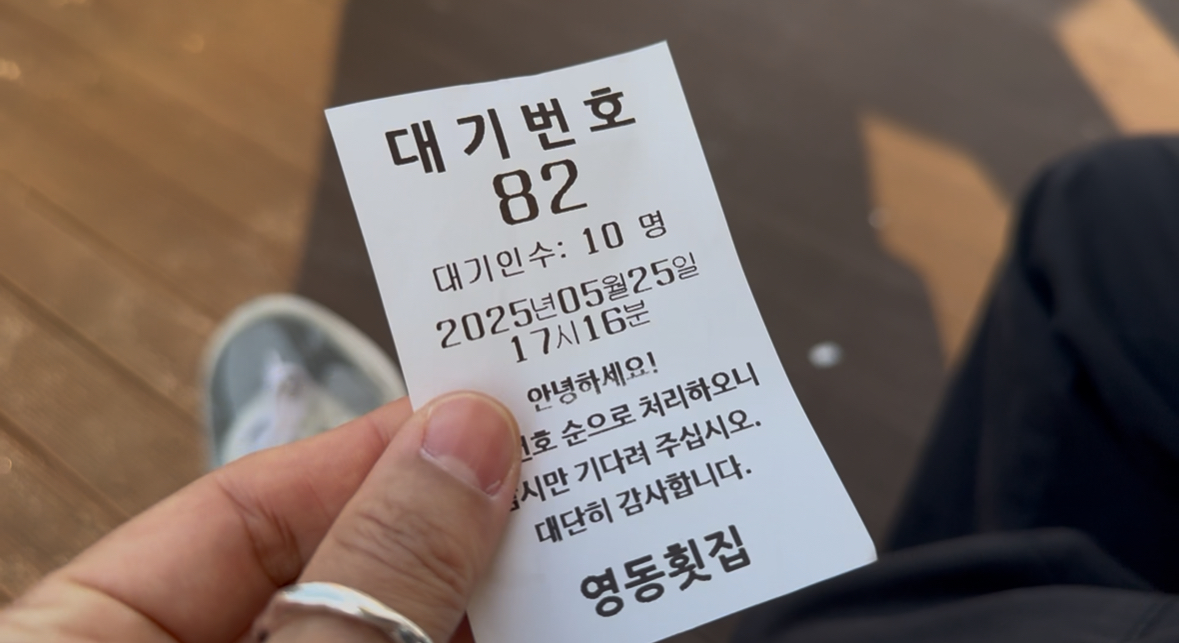 대기번호
82
대기인수: 10 명
2025년05월25일
17시16분
안녕하세요!
순으로 처리하오니
기다려 주십시오.
대단히 감사합니다.
영동횟집